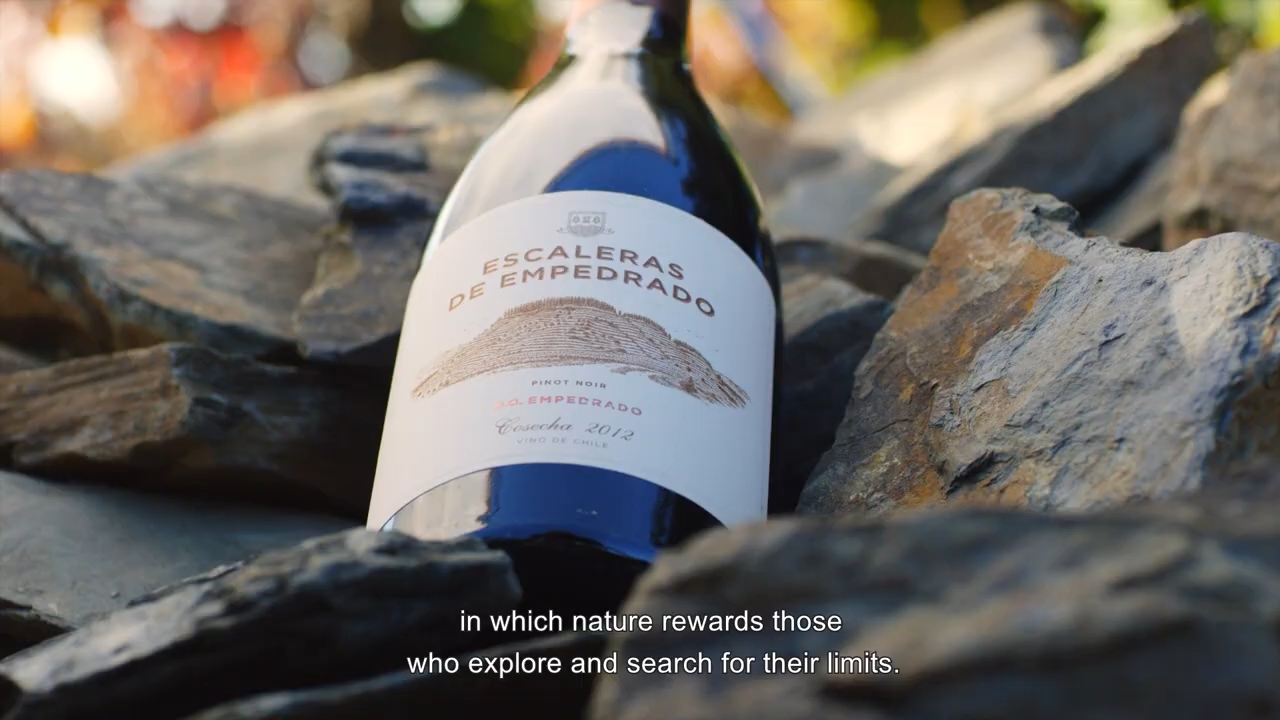 ESCALERAS
DE EMPEDRADO
PINOT NOIR
D.O. EMPEDRADO
Cosecha 2012
VINO DE CHILE
in which nature rewards those
who explore and search for their limits.